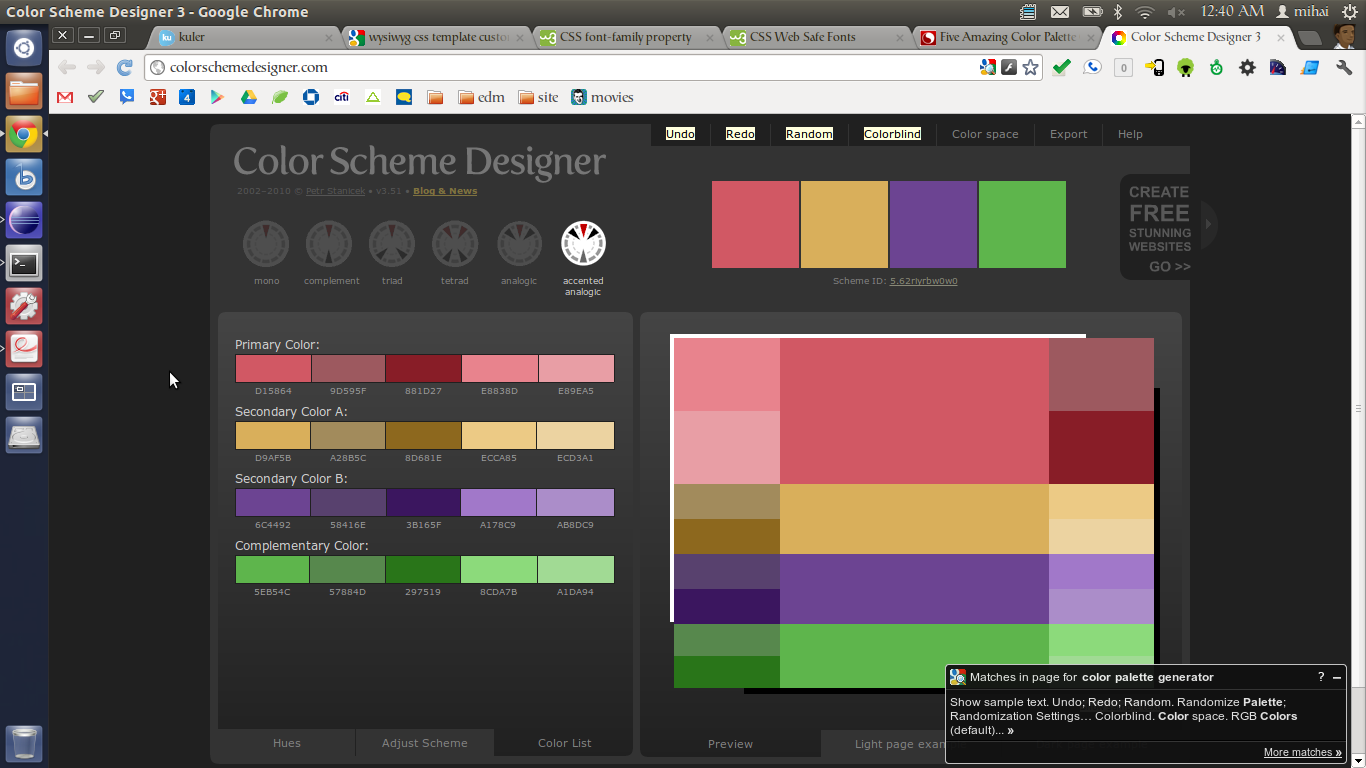 Color Scheme Designer 3 - Google Chrome
12:40 AM mihai
kuler
wysiwyg css template custo
CSS font-family property
CSS Web Safe Fonts
Five Amazing Color Palette
Color Scheme Designer 3
colorschemedesigner.com
0
4
citi
edm
site
movies
Undo Redo Random Colorblind Color space Export Help
Color Scheme Designer
2002–2010 © Petr Stanicek • v3.51 • Blog & News
mono complement triad tetrad analogic accented
analogic
Scheme ID: 5.62riyrbw0w0
CREATE
FREE
STUNNING
WEBSITES
GO >>
Primary Color:
D15864 9D595F 881D27 E8838D E89EA5
Secondary Color A:
D9AF5B A28B5C 8D681E ECCA85 ECD3A1
Secondary Color B:
6C4492 58416E 3B165F A178C9 AB8DC9
Complementary Color:
5EB54C 57884D 297519 8CDA7B A1DA94
Hues Adjust Scheme Color List
Preview Light page exam
Matches in page for color palette generator ? –
Show sample text. Undo; Redo; Random. Randomize Palette;
Randomization Settings... Colorblind. Color space. RGB Colors
(default)... »
More matches »